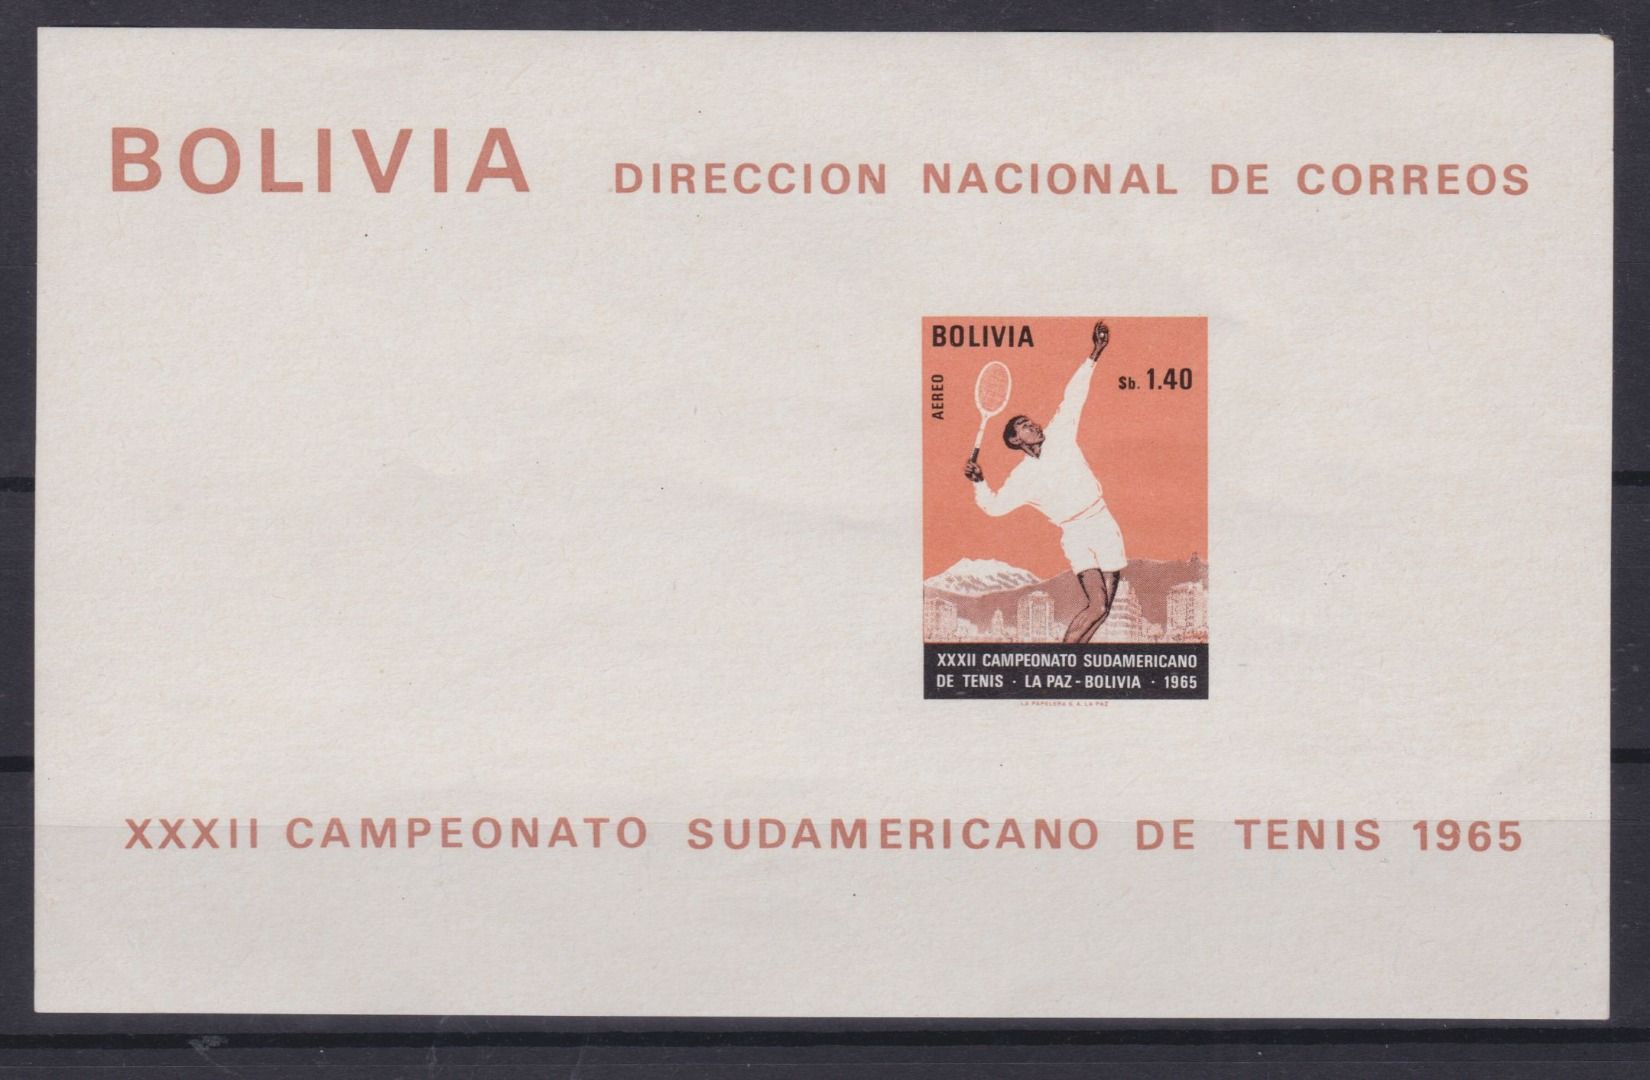 BOLIVIA DIRECCION NACIONAL DE CORREOS
BOLIVIA
AEREO
$b. 1.40
XXXII CAMPEONATO SUDAMERICANO
DE TENIS · LA PAZ - BOLIVIA · 1965
LA PAPELERA S. A. LA PAZ
XXXII CAMPEONATO SUDAMERICANO DE TENIS 1965